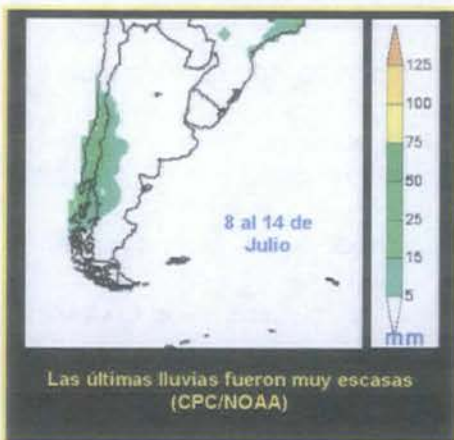 8 al 14 de
Julio
125
100
75
50
25
15
5
mm
Las últimas lluvias fueron muy escasas
(CPC/NOAA)